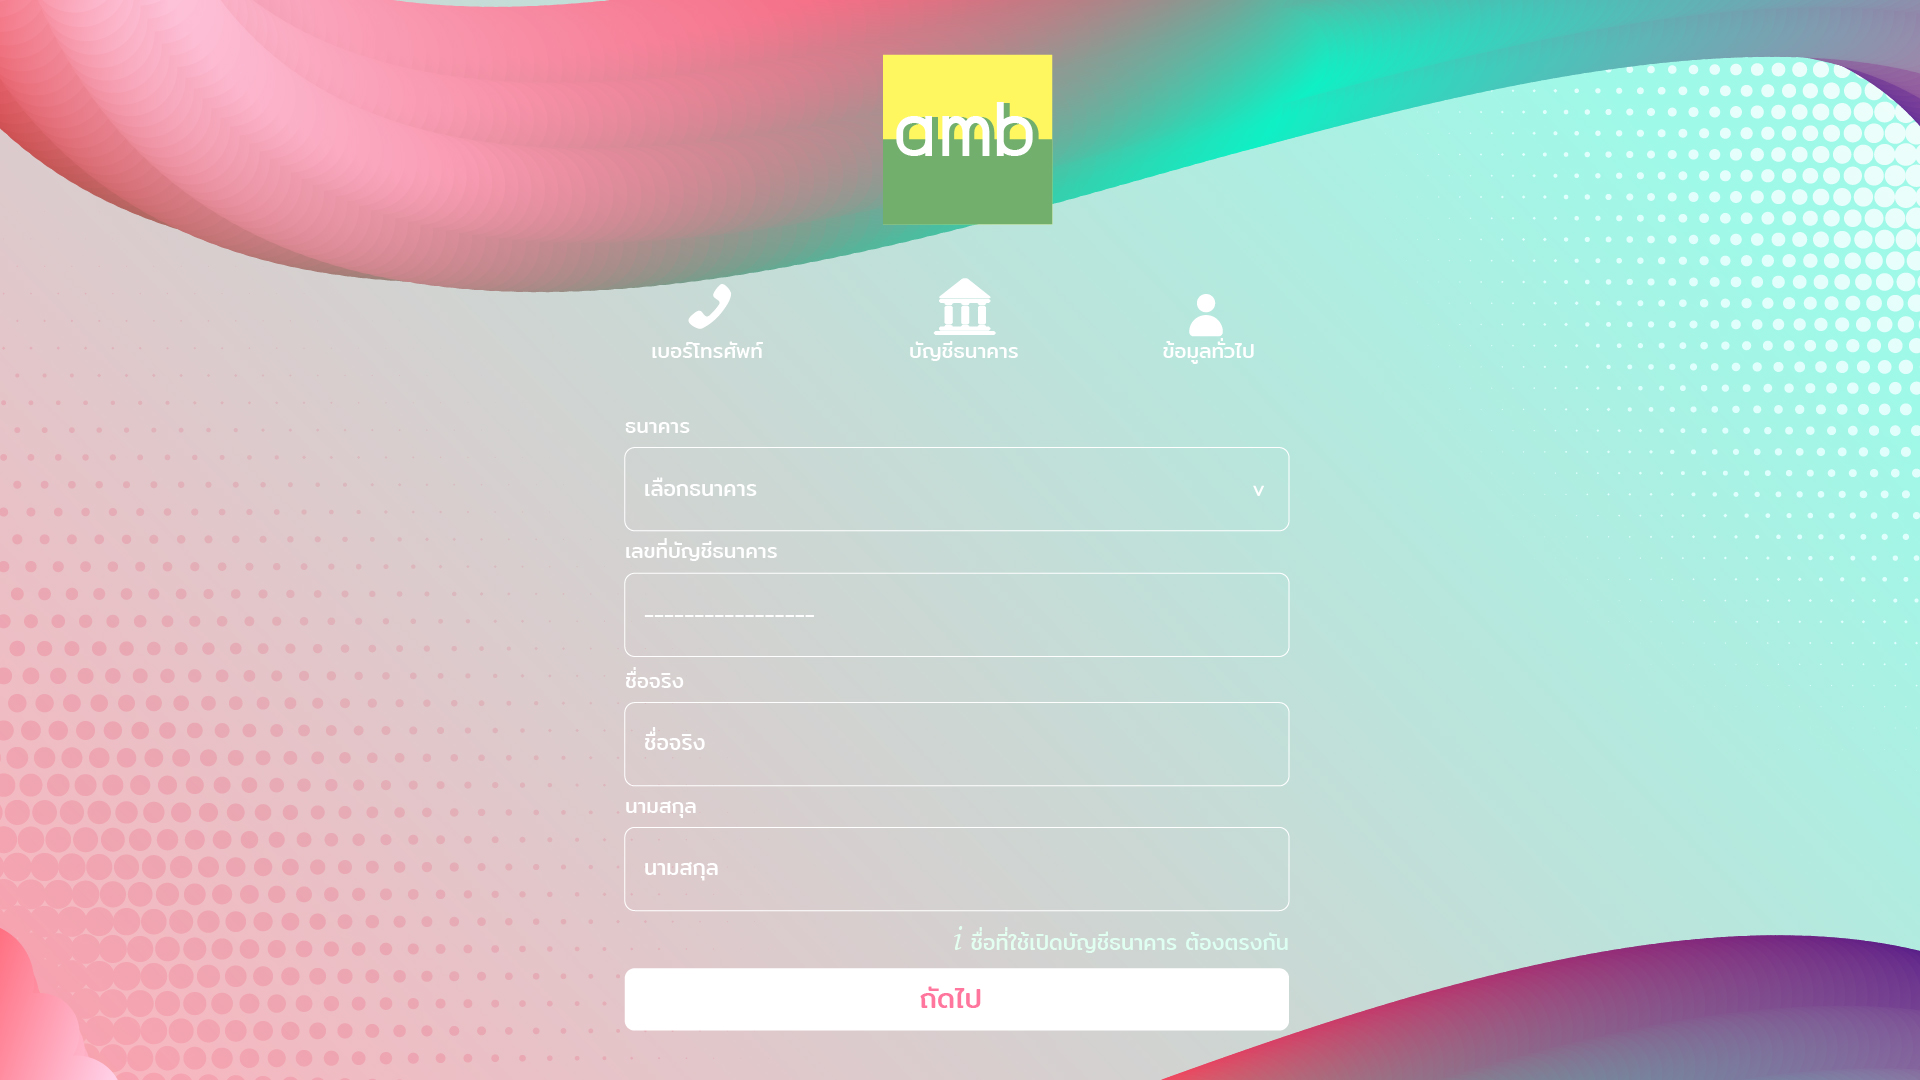 amb
เบอร์โทรศัพท์ บัญชีธนาคาร ข้อมูลทั่วไป
ธนาคาร
เลือกธนาคาร v
เลขที่บัญชีธนาคาร
-----------------
ชื่อจริง
ชื่อจริง
นามสกุล
นามสกุล
i ชื่อที่ใช้เปิดบัญชีธนาคาร ต้องตรงกัน
ถัดไป